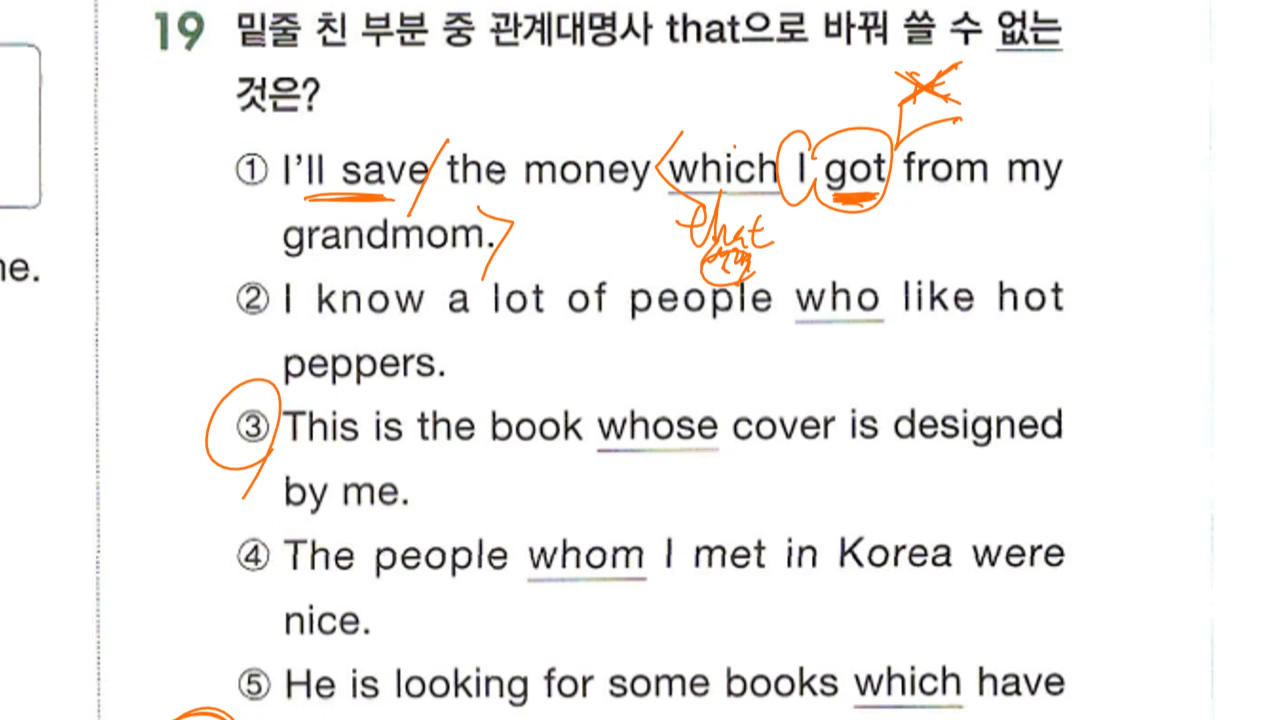 19 밑줄 친 부분 중 관계대명사 that으로 바꿔 쓸 수 없는
것은?
① I'll save the money which I got from my
that
grandmom.
② I know a lot of people who like hot
ne.
peppers.
③ This is the book whose cover is designed
by me.
④ The people whom I met in Korea were
nice.
⑤ He is looking for some books which have